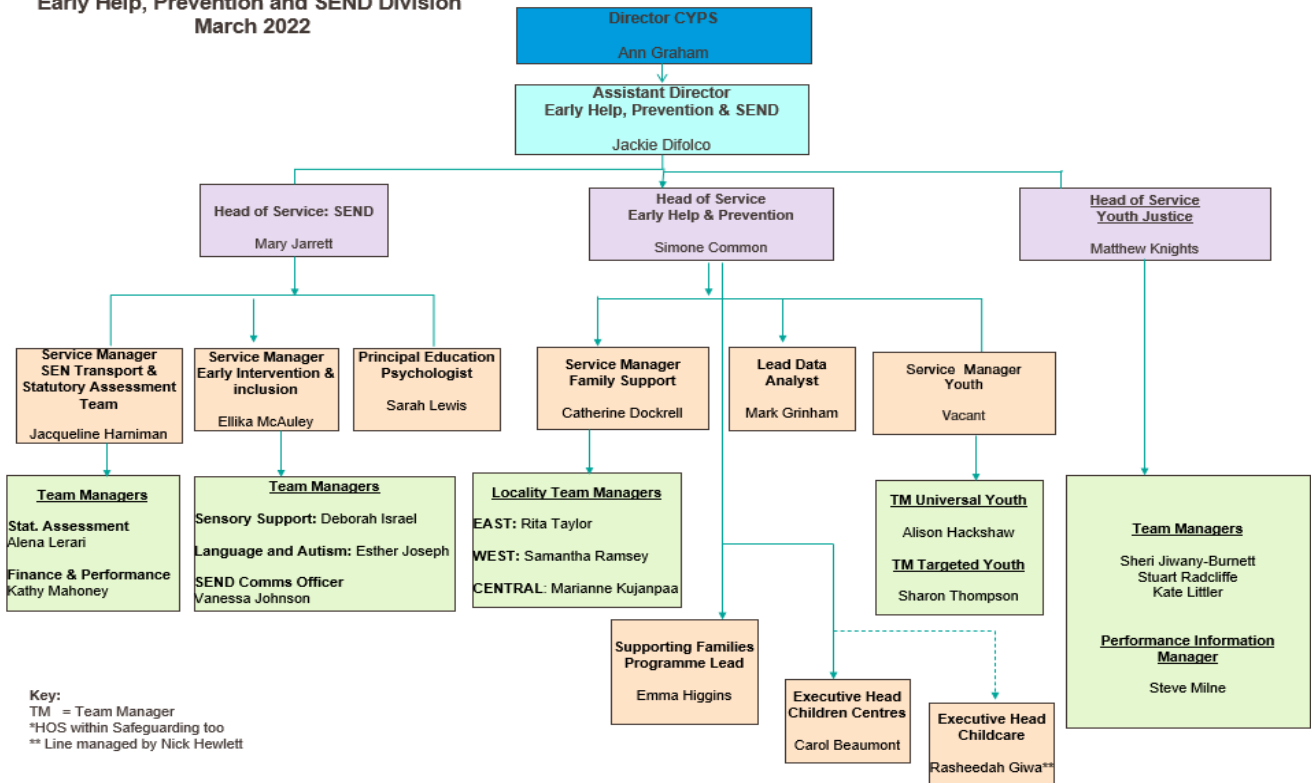 Early Help, Prevention and SEND Division
March 2022
Director CYPS
Ann Graham
Assistant Director
Early Help, Prevention & SEND
Jackie Difolco
Head of Service: SEND
Mary Jarrett
Head of Service
Early Help & Prevention
Simone Common
Head of Service
Youth Justice
Matthew Knights
Service Manager
SEN Transport &
Statutory Assessment
Team
Jacqueline Harniman
Service Manager
Early Intervention &
inclusion
Ellika McAuley
Principal Education
Psychologist
Sarah Lewis
Service Manager
Family Support
Catherine Dockrell
Lead Data
Analyst
Mark Grinham
Service Manager
Youth
Vacant
Team Managers
Stat. Assessment
Alena Lerari
Finance & Performance
Kathy Mahoney
Team Managers
Sensory Support: Deborah Israel
Language and Autism: Esther Joseph
SEND Comms Officer
Vanessa Johnson
Locality Team Managers
EAST: Rita Taylor
WEST: Samantha Ramsey
CENTRAL: Marianne Kujanpaa
TM Universal Youth
Alison Hackshaw
TM Targeted Youth
Sharon Thompson
Team Managers
Sheri Jiwany-Burnett
Stuart Radcliffe
Kate Littler
Performance Information
Manager
Steve Milne
Supporting Families
Programme Lead
Emma Higgins
Executive Head
Children Centres
Carol Beaumont
Executive Head
Childcare
Rasheedah Giwa**
Key:
TM = Team Manager
*HOS within Safeguarding too
** Line managed by Nick Hewlett